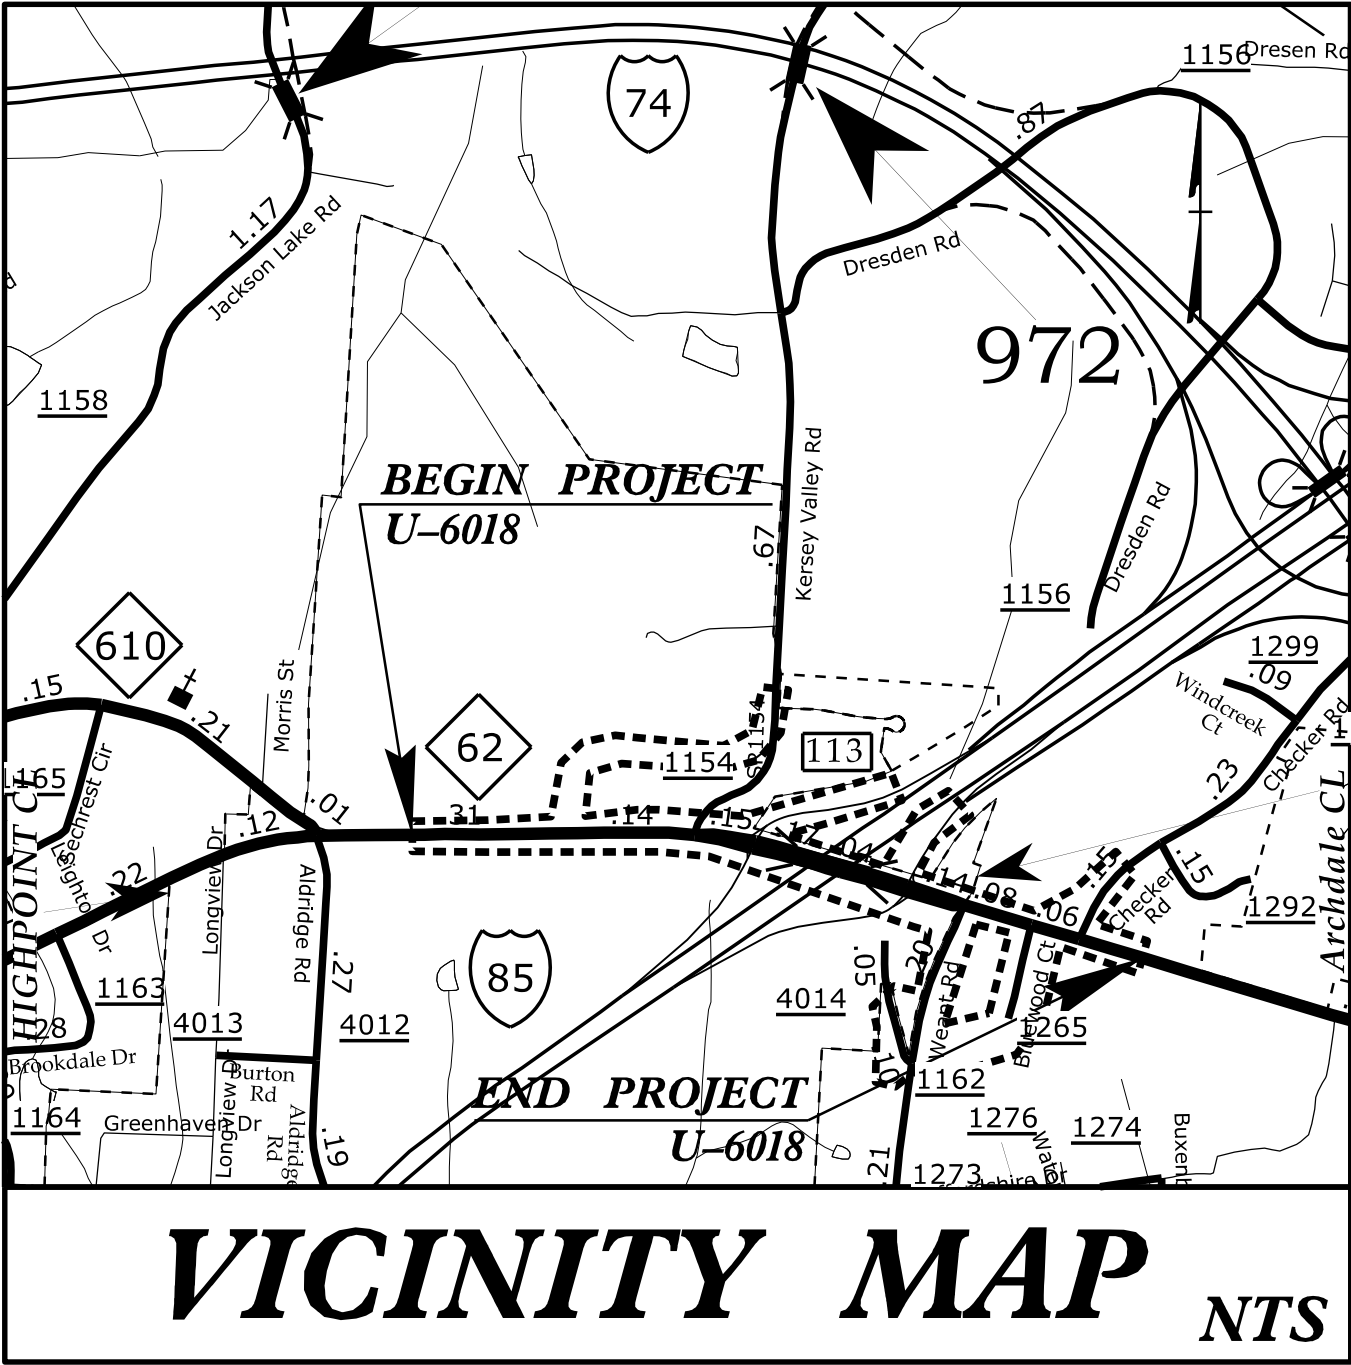 1156
Dresen Rd
74
.87
1.17
Jackson Lake Rd
Dresden Rd
972
1158
BEGIN PROJECT
U–6018
.67
Kersey Valley Rd
Dresden Rd
1156
610
1299
.09
Windcreek
Ct
.15
.21
Morris St
62
SR1154
113
1154
Checker Rd
.23
1165
Sechrest Cir
HIGHPOINT CL
.12
.01
.31
.14
.15
.17
.04
.14
.08
.06
.15
.15
Checker
Rd
1292
Archdale CL
.22
Longview Dr
Aldridge Rd
.27
85
.05
.20
Weant Rd
Bluewood Ct
1163
4013
4012
4014
1265
.28
Brookdale Dr
Burton
Rd
Longview Dr
1164
Greenhaven Dr
Aldridge
Rd
.19
END PROJECT
U–6018
.10
1162
1276
1274
.21
1273
VICINITY MAP
NTS